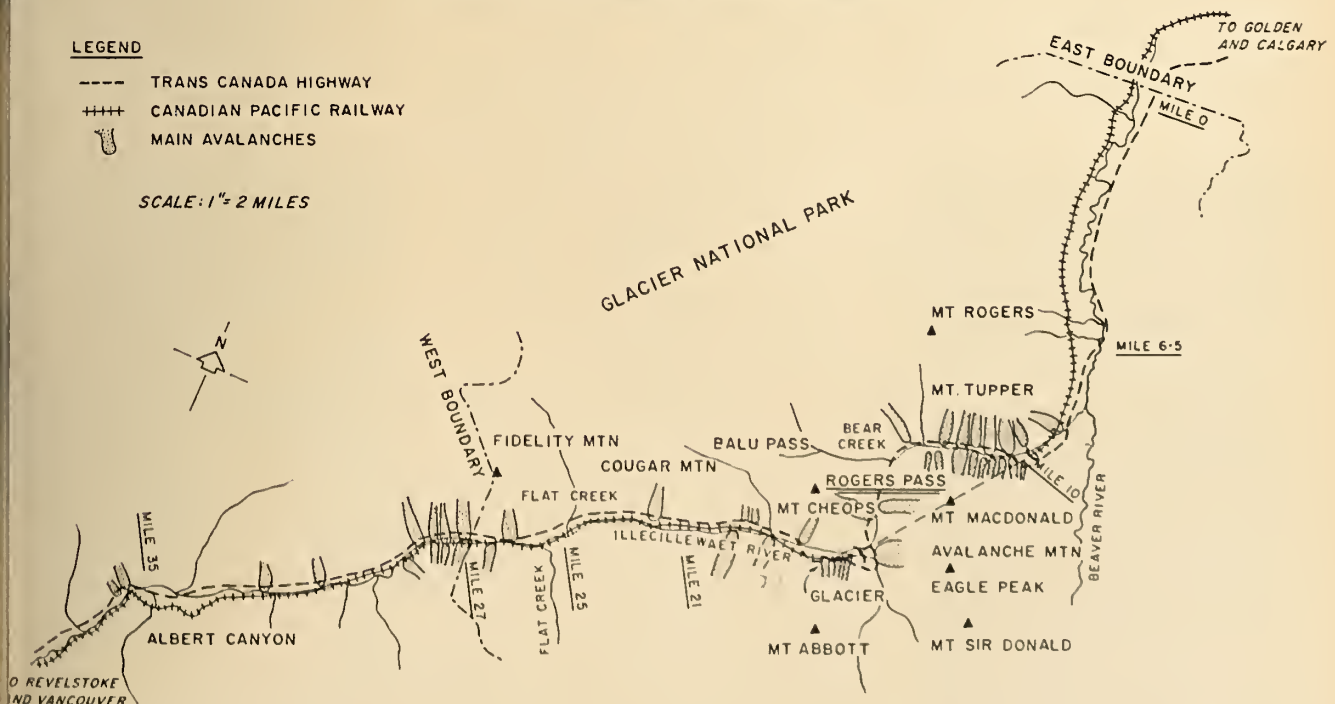 LEGEND
TRANS CANADA HIGHWAY
CANADIAN PACIFIC RAILWAY
MAIN AVALANCHES
SCALE: 1"= 2 MILES
TO GOLDEN
AND CALGARY
EAST BOUNDARY
MILE 0
GLACIER NATIONAL PARK
N
MT ROGERS
MILE 6·5
WEST BOUNDARY
MT. TUPPER
FIDELITY MTN
BALU PASS
BEAR
CREEK
COUGAR MTN
ROGERS PASS
MILE 10
FLAT CREEK
MT CHEOPS
MT MACDONALD
BEAVER RIVER
MILE 35
ILLECILLEWAET RIVER
AVALANCHE MTN
MILE 27
FLAT CREEK
MILE 25
MILE 21
GLACIER
EAGLE PEAK
ALBERT CANYON
MT ABBOTT
MT SIR DONALD
O REVELSTOKE
ND VANCOUVER